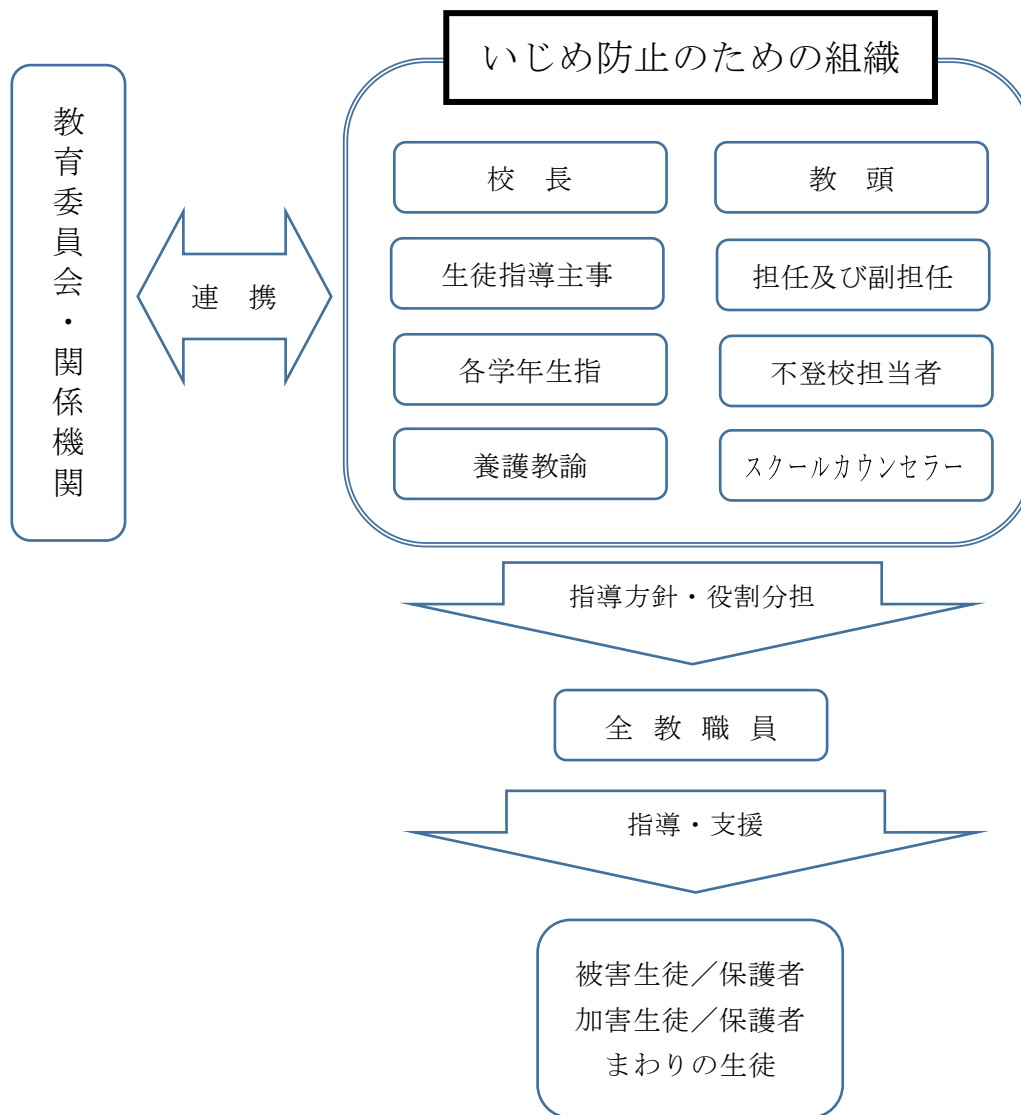 いじめ防止のための組織
教育委員会・関係機関
連　携
校　長
教　頭
生徒指導主事
担任及び副担任
各学年生指
不登校担当者
養護教諭
スクールカウンセラー
指導方針・役割分担
全 教 職 員
指導・支援
被害生徒／保護者
加害生徒／保護者
まわりの生徒